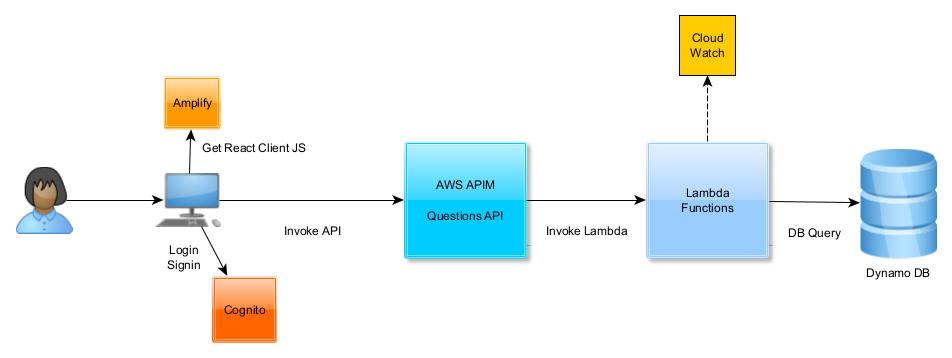 Cloud
Watch
Amplify
Get React Client JS
AWS APIM
Questions API
Lambda
Functions
Invoke API
Invoke Lambda
DB Query
Login
Signin
Dynamo DB
Cognito